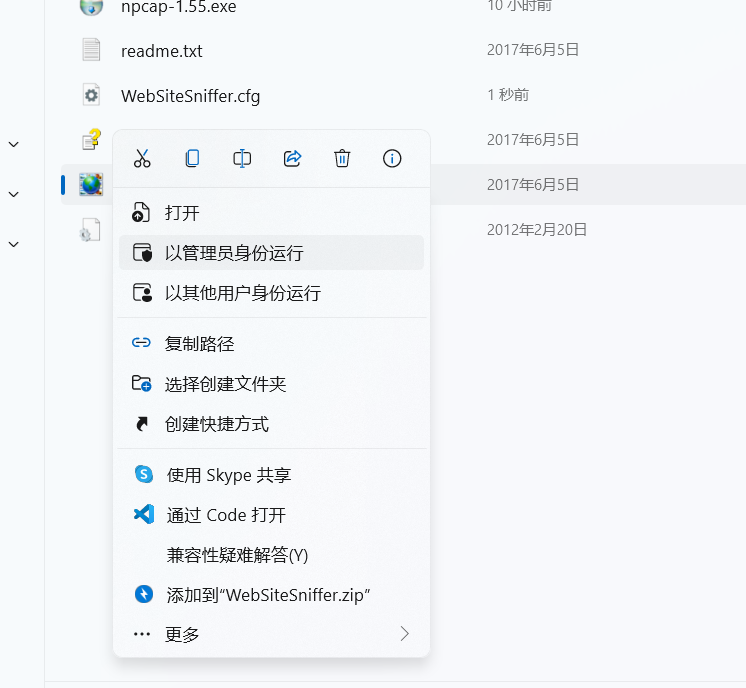 npcap-1.55.exe 10 小时前
readme.txt 2017年6月5日
WebSiteSniffer.cfg 1 秒前
2017年6月5日
2017年6月5日
2012年2月20日
打开
以管理员身份运行
以其他用户身份运行
复制路径
选择创建文件夹
创建快捷方式
使用 Skype 共享
通过 Code 打开
兼容性疑难解答(Y)
添加到“WebSiteSniffer.zip”
更多